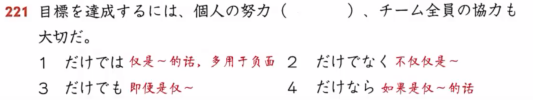 221 目標を達成するには、個人の努力（　　　）、チーム全員の協力も
大切だ。
1 だけでは 仅是～的话，多用于负面 2 だけでなく 不仅仅是～
3 だけでも 即便是仅～ 4 だけなら 如果是仅～的话